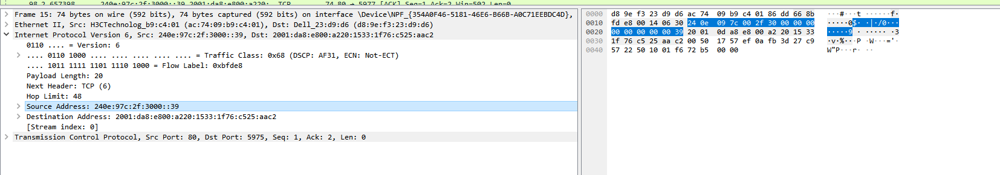 98 2.657398 240e:97c:2f:3000::39 2001:da8:e800:a220: TCP 74 80 → 5977 [ACK] Seq=1 Ack=2 Win=502 Len=0
Frame 15: 74 bytes on wire (592 bits), 74 bytes captured (592 bits) on interface \Device\NPF_{354A0F46-5181-46E6-B66B-A0C71EEBDC4D},
Ethernet II, Src: H3CTechnolog_b9:c4:01 (ac:74:09:b9:c4:01), Dst: Dell_23:d9:d6 (d8:9e:f3:23:d9:d6)
Internet Protocol Version 6, Src: 240e:97c:2f:3000::39, Dst: 2001:da8:e800:a220:1533:1f76:c525:aac2
0110 .... = Version: 6
.... 0110 1000 .... .... .... .... .... = Traffic Class: 0x68 (DSCP: AF31, ECN: Not-ECT)
.... 1011 1111 1101 1110 1000 = Flow Label: 0xbfde8
Payload Length: 20
Next Header: TCP (6)
Hop Limit: 48
Source Address: 240e:97c:2f:3000::39
Destination Address: 2001:da8:e800:a220:1533:1f76:c525:aac2
[Stream index: 0]
Transmission Control Protocol, Src Port: 80, Dst Port: 5975, Seq: 1, Ack: 2, Len: 0
0000 d8 9e f3 23 d9 d6 ac 74 09 b9 c4 01 86 dd 66 8b ···#···t ······f·
0010 fd e8 00 14 06 30 24 0e 09 7c 00 2f 30 00 00 00 ·····0$· ·|·/0···
0020 00 00 00 00 00 39 20 01 0d a8 e8 00 a2 20 15 33 ·····9 · ····· ·3
0030 1f 76 c5 25 aa c2 00 50 17 57 ef 0a fb 3d 27 c9 ·v·%···P ·W···='·
0040 57 22 50 10 01 f6 72 b5 00 00 W"P···r· ··